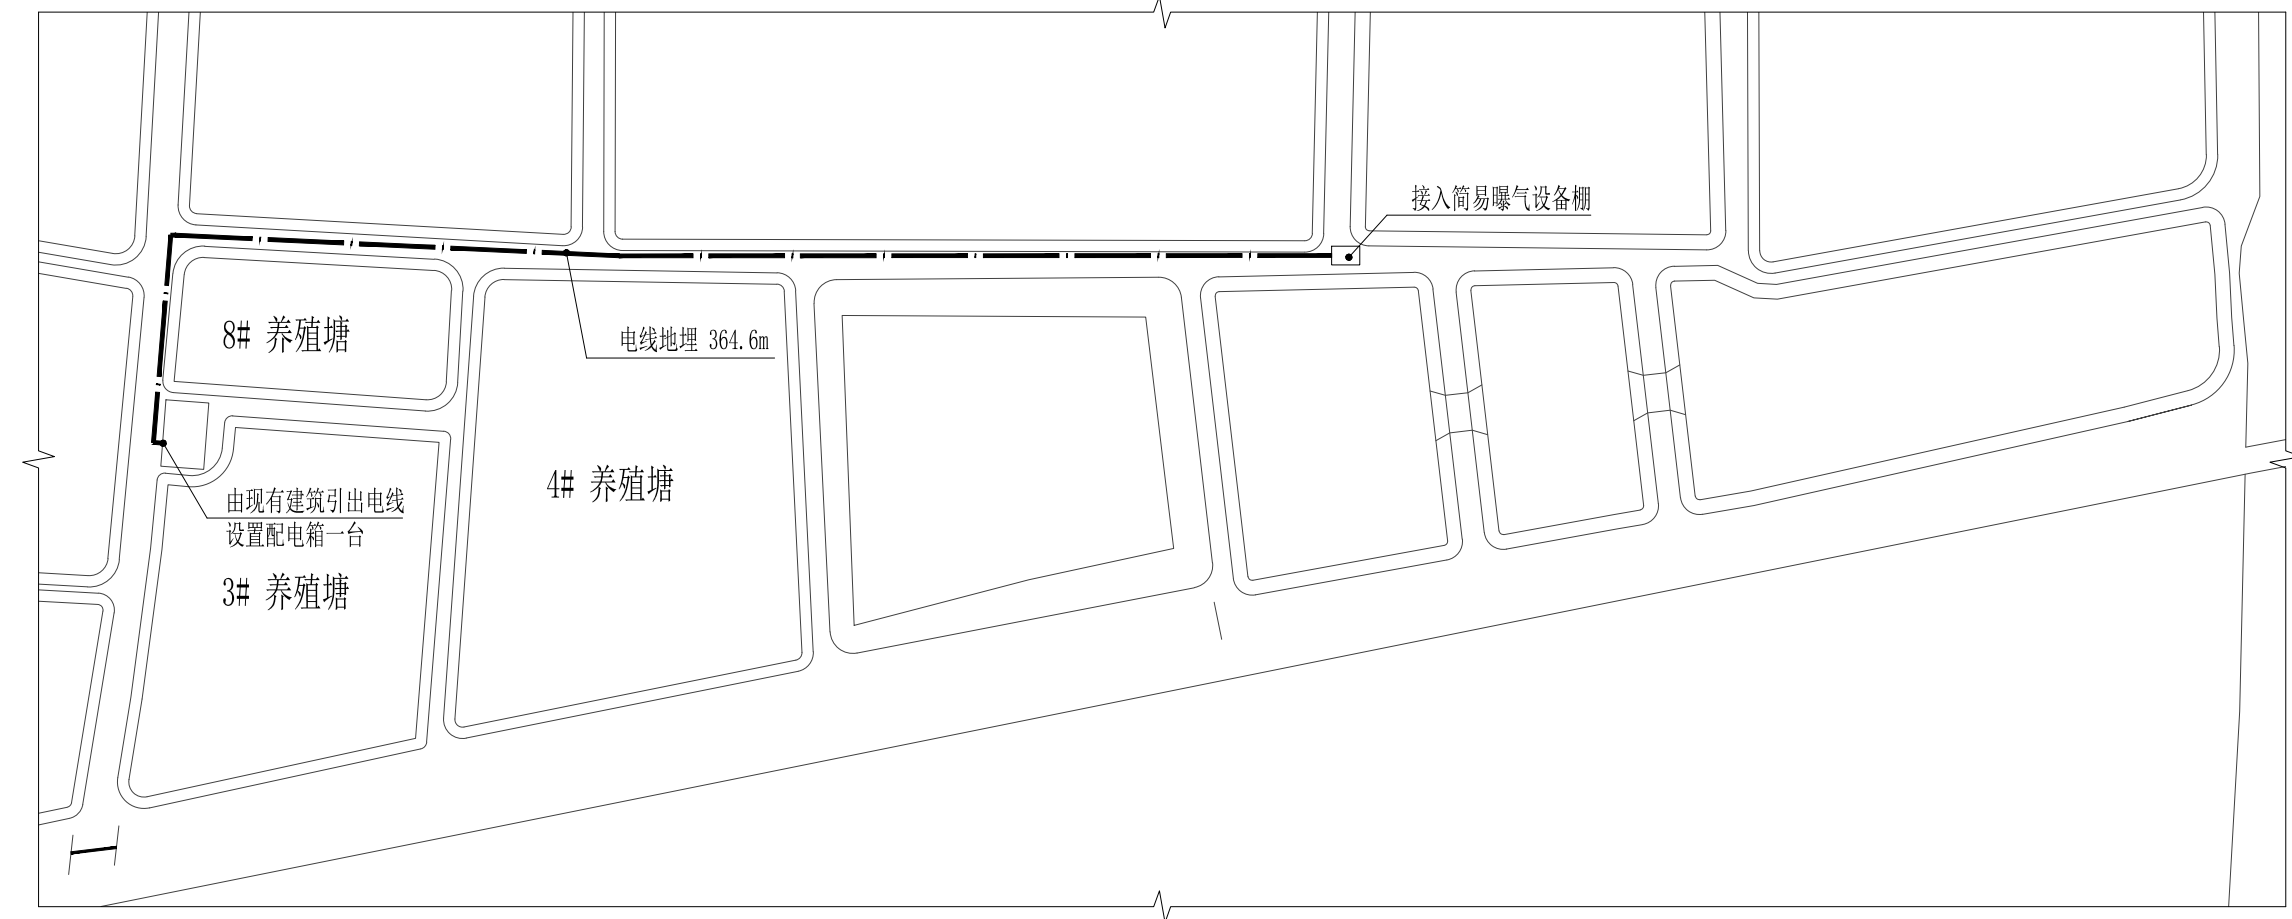 接入简易曝气设备棚
8# 养殖塘
电线地埋 364.6m
4# 养殖塘
由现有建筑引出电线
设置配电箱一台
3# 养殖塘